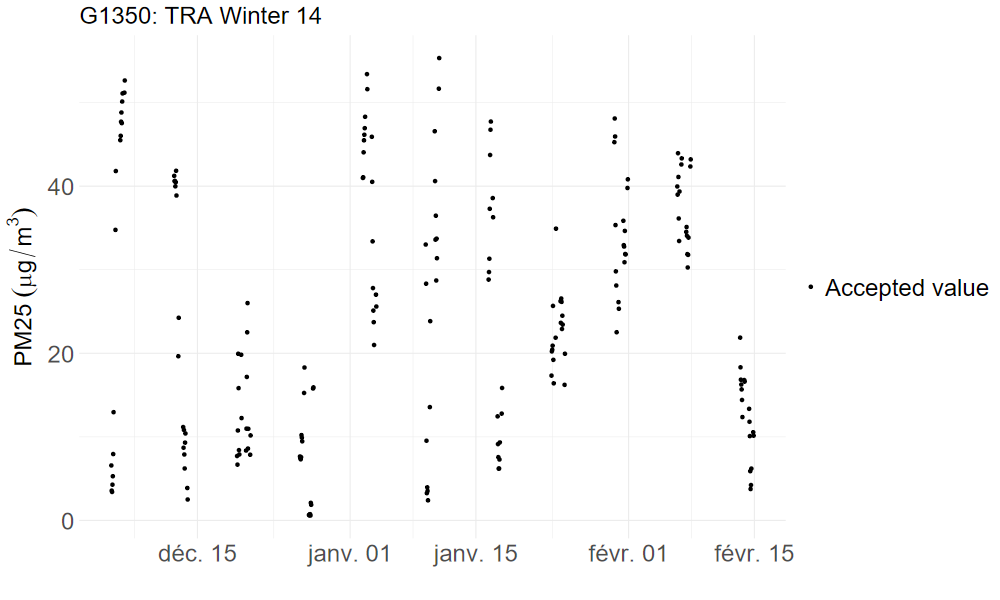 G1350: TRA Winter 14
PM25 (μg/m³)
40
20
0
déc. 15
janv. 01
janv. 15
févr. 01
févr. 15
Accepted value